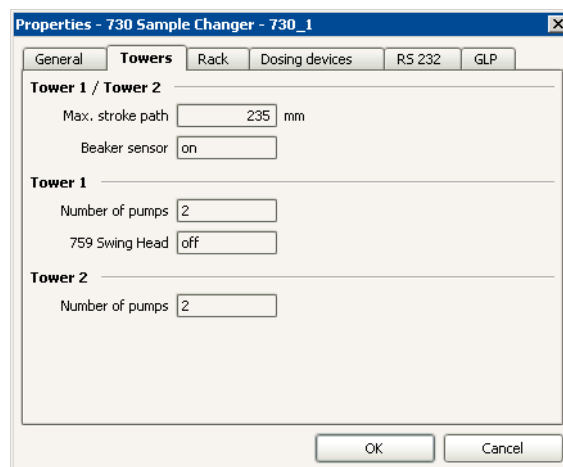 Properties - 730 Sample Changer - 730_1
General Towers Rack Dosing devices RS 232 GLP
Tower 1 / Tower 2
Max. stroke path 235 mm
Beaker sensor on
Tower 1
Number of pumps 2
759 Swing Head off
Tower 2
Number of pumps 2
OK Cancel